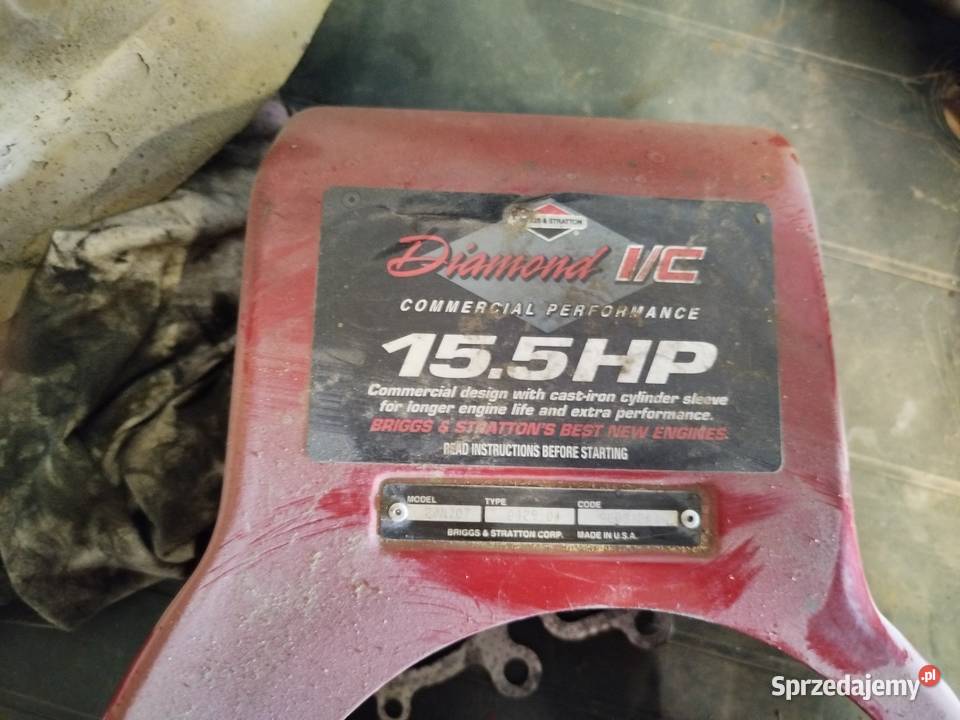 BRIGGS & STRATTON
Diamond I/C
COMMERCIAL PERFORMANCE
15.5HP
Commercial design with cast-iron cylinder sleeve
for longer engine life and extra performance.
BRIGGS & STRATTON'S BEST NEW ENGINES.
READ INSTRUCTIONS BEFORE STARTING
MODEL TYPE CODE
BRIGGS & STRATTON CORP. MADE IN U.S.A.
Sprzedajemy.pl